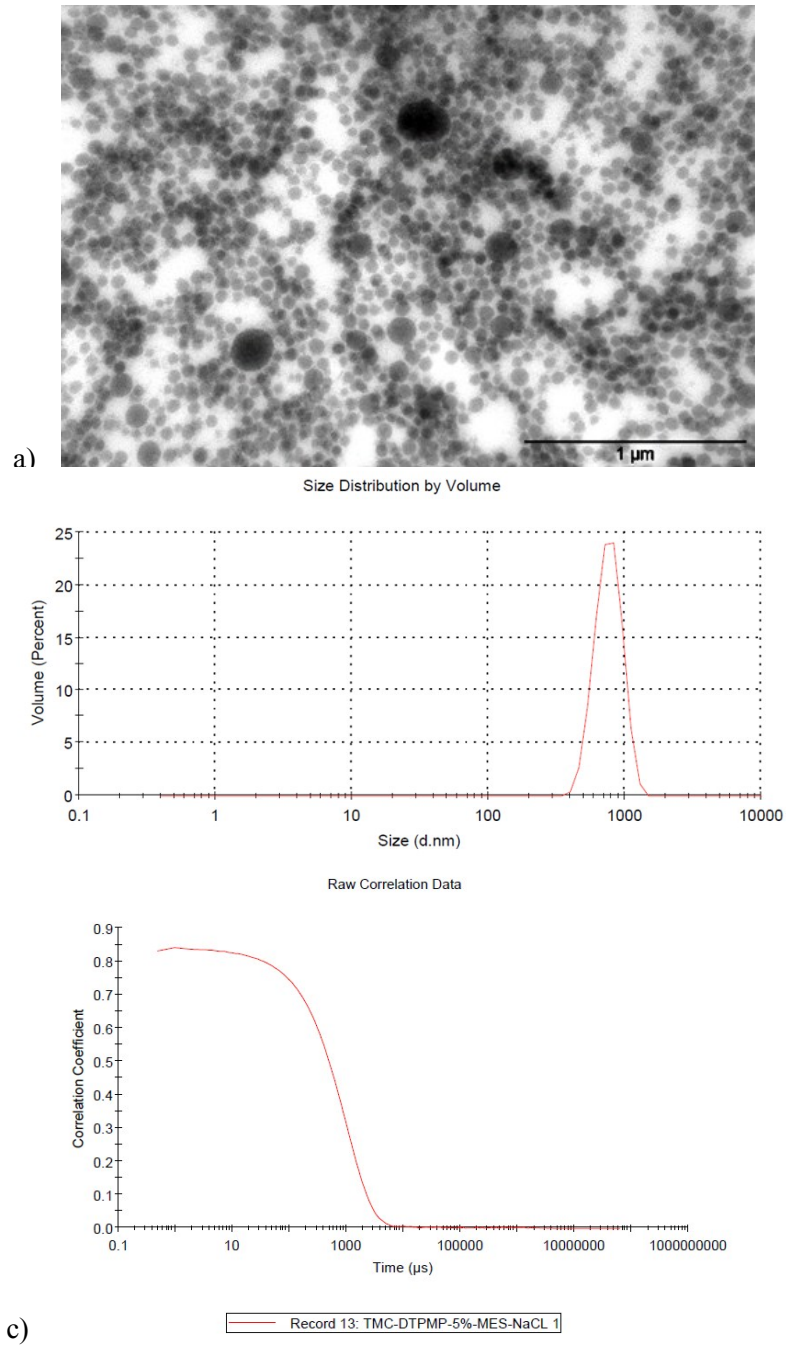 1 µm
a)
Size Distribution by Volume
25
20
15
10
5
0
Volume (Percent)
0.1 1 10 100 1000 10000
Size (d.nm)
Raw Correlation Data
0.9
0.8
0.7
0.6
0.5
0.4
0.3
0.2
0.1
0.0
Correlation Coefficient
0.1 10 1000 100000 10000000 1000000000
Time (µs)
c)
Record 13: TMC-DTPMP-5%-MES-NaCL 1